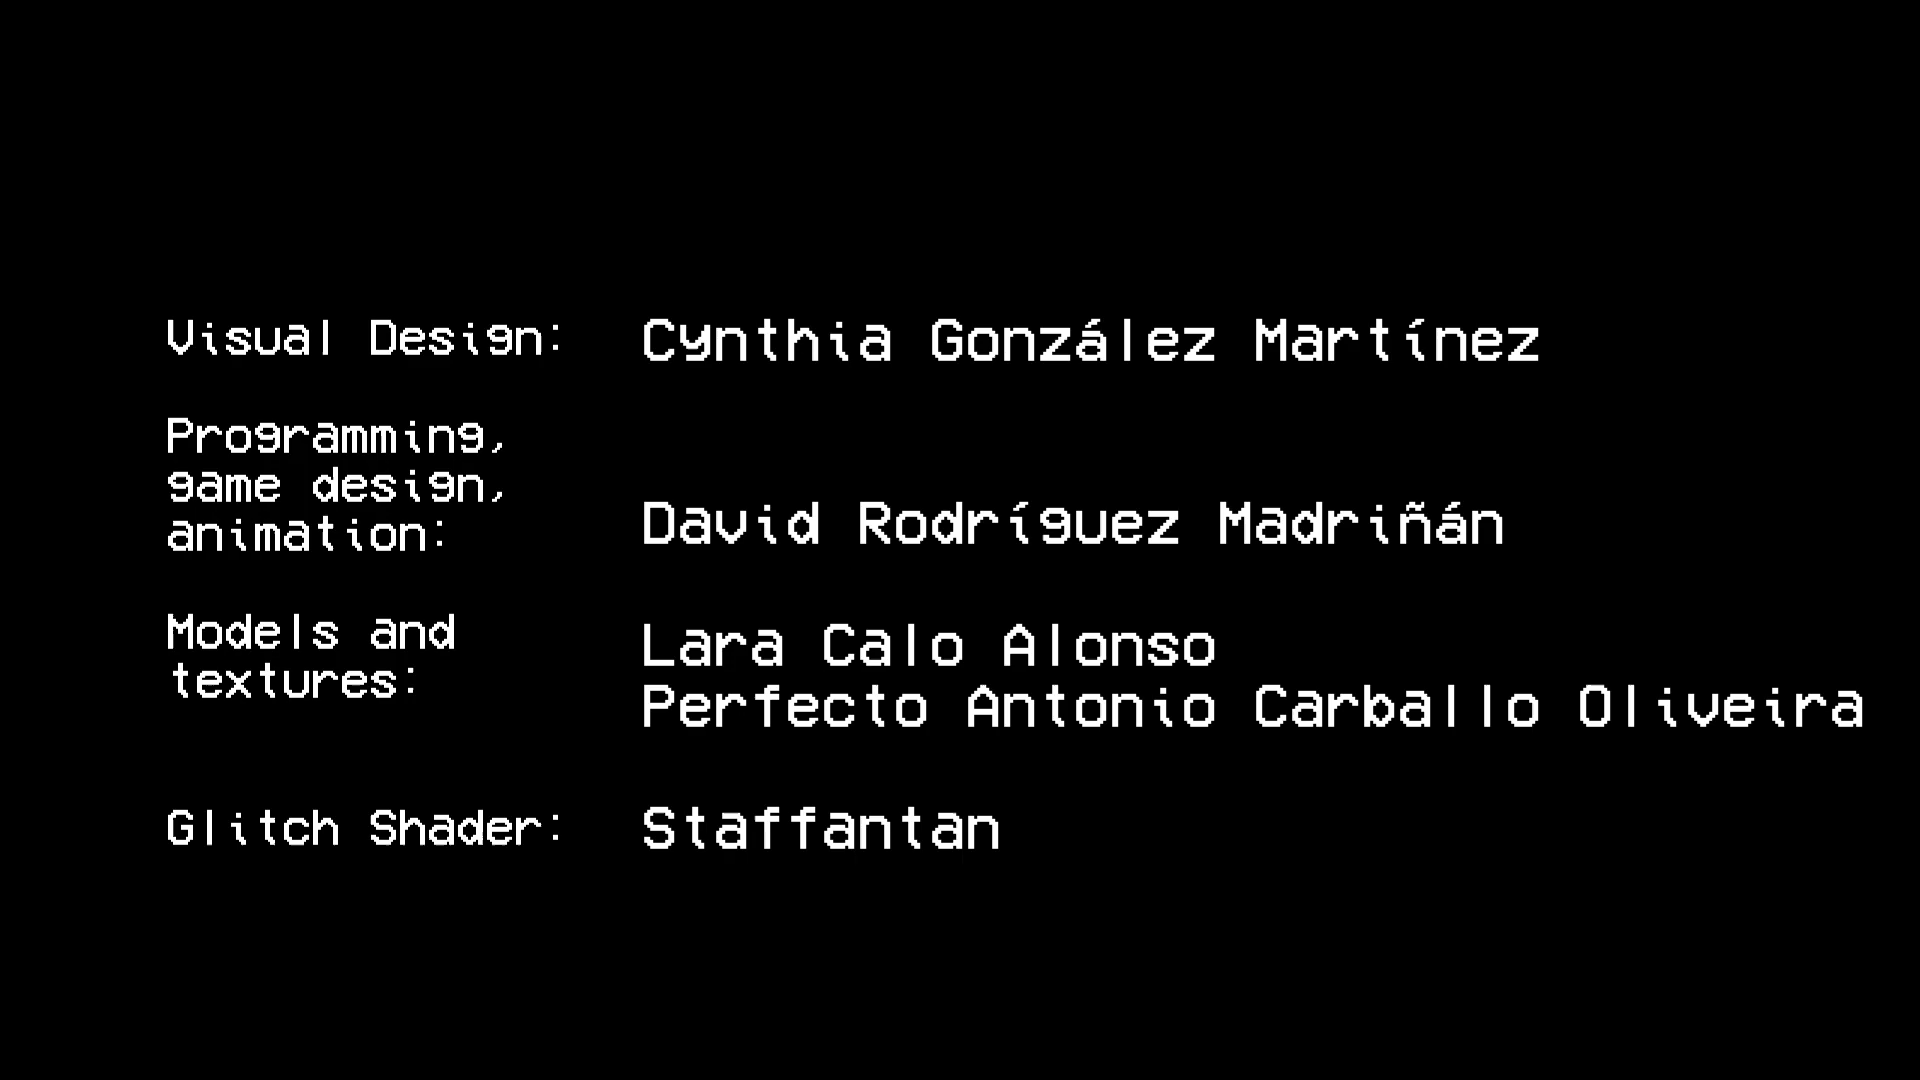 Visual Design: Cynthia González Martínez
Programming,
game design,
animation: David Rodríguez Madriñán
Models and Lara Calo Alonso
textures: Perfecto Antonio Carballo Oliveira
Glitch Shader: Staffantan